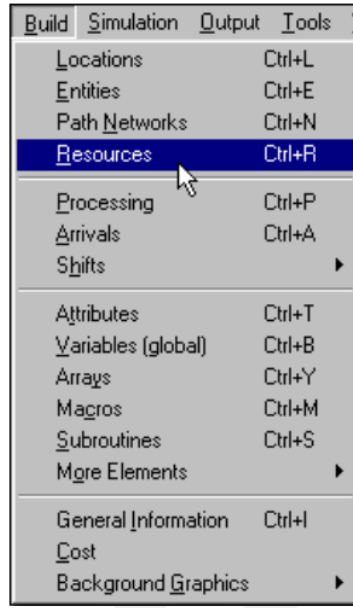 Build Simulation Output Tools
Locations Ctrl+L
Entities Ctrl+E
Path Networks Ctrl+N
Resources Ctrl+R
Processing Ctrl+P
Arrivals Ctrl+A
Shifts
Attributes Ctrl+T
Variables (global) Ctrl+B
Arrays Ctrl+Y
Macros Ctrl+M
Subroutines Ctrl+S
More Elements
General Information Ctrl+I
Cost
Background Graphics